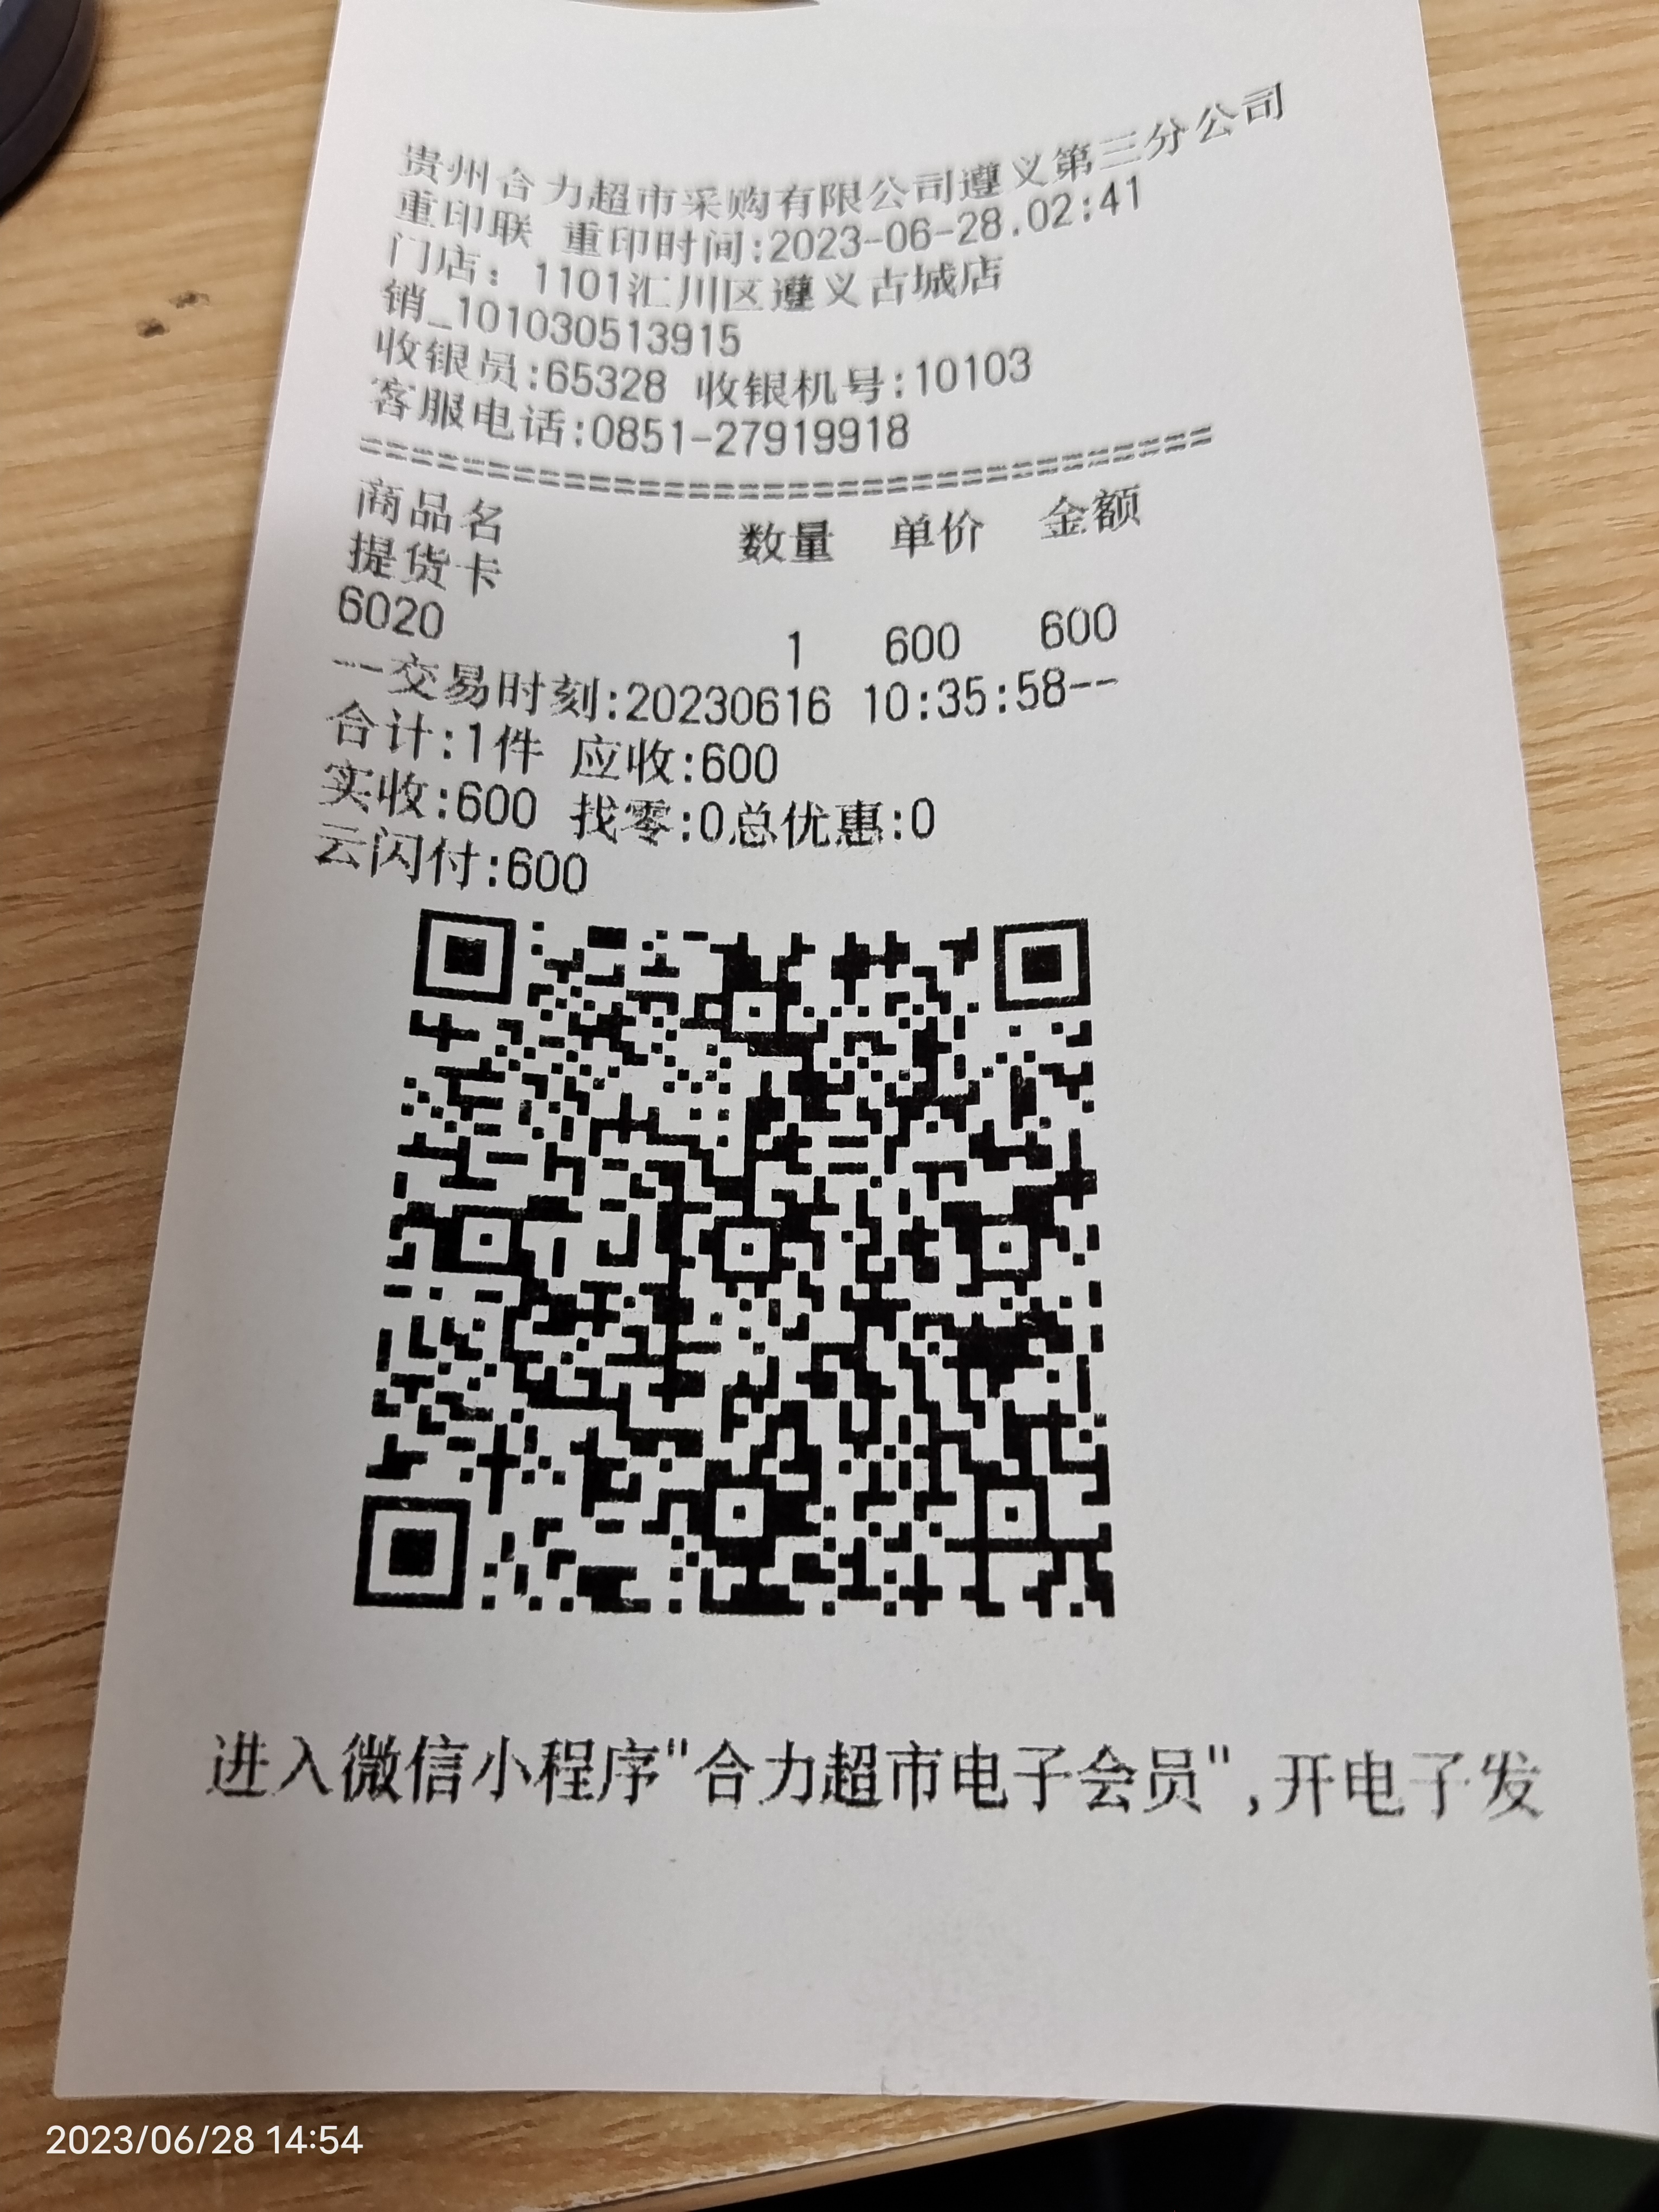 贵州合力超市采购有限公司遵义第三分公司
重印联 重印时间:2023-06-28.02:41
门店：1101汇川区遵义古城店
销_101030513915
收银员:65328 收银机号:10103
客服电话:0851-27919918
=================================
商品名 数量 单价 金额
提货卡
6020 1 600 600
--交易时刻:20230616 10:35:58--
合计:1件 应收:600
实收:600 找零:0总优惠:0
云闪付:600
进入微信小程序"合力超市电子会员",开电子发
2023/06/28 14:54